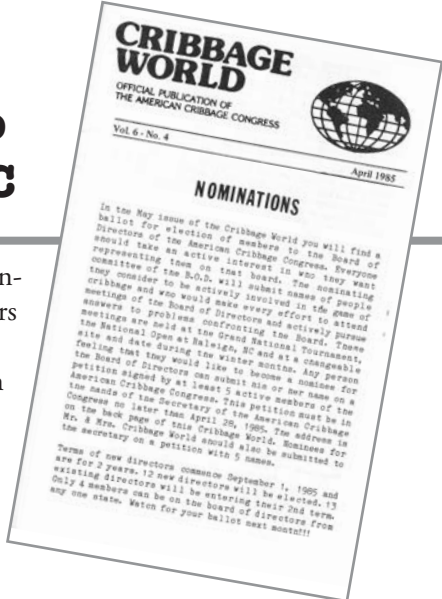 CRIBBAGE
WORLD
OFFICIAL PUBLICATION OF
THE AMERICAN CRIBBAGE CONGRESS
Vol. 6 - No. 4
April 1985
NOMINATIONS
In the May issue of the Cribbage World you will find a
ballot for election of members to the Board of
Directors of the American Cribbage Congress. Everyone
should take an active interest in who they want
representing them on that board. The nominating
committee of the B.O.D. will submit names of people
they consider to be actively involved in the game of
cribbage and who would make every effort to attend
meetings of the Board of Directors and actively pursue
answers to problems confronting the Board. These
meetings are held at the Grand National Tournament,
the National Open at Raleigh, NC and at a changeable
site and date during the winter months. Any person
feeling that they would like to become a nominee for
the Board of Directors can submit his or her name on a
petition signed by at least 5 active members of the
American Cribbage Congress. This petition must be in
the hands of the Secretary of the American Cribbage
Congress no later than April 28, 1985. The address is
on the back page of this Cribbage World. Nominees for
Mr. & Mrs. Cribbage World should also be submitted to
the secretary on a petition with 5 names.
Terms of new directors commence September 1, 1985 and
are for 2 years. 12 new directors will be elected. 13
existing directors will be entering their 2nd term.
Only 4 members can be on the board of directors from
any one state. Watch for your ballot next month!!!